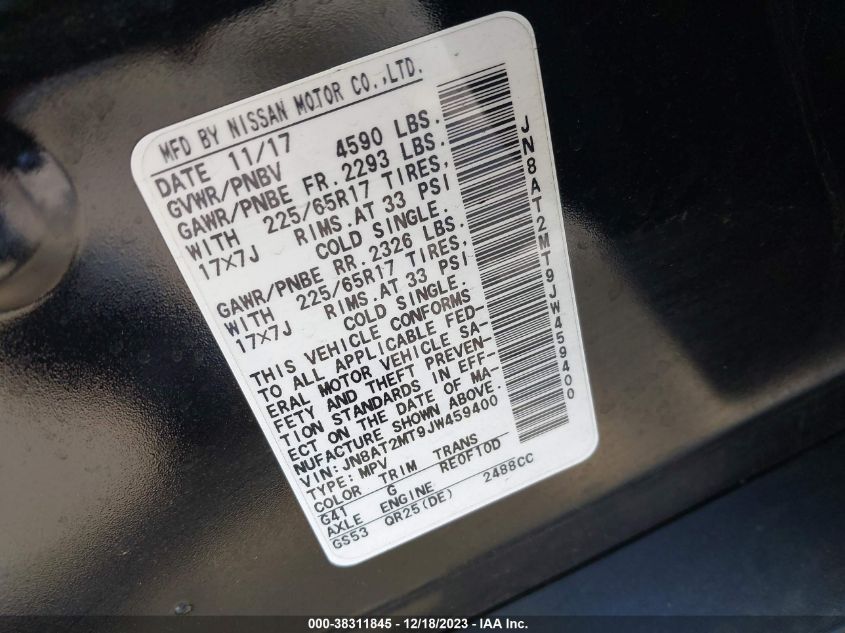 MFD BY NISSAN MOTOR CO.,LTD.
DATE 11/17
GVWR/PNBV 4590 LBS.
GAWR/PNBE FR. 2293 LBS.
WITH 225/65R17 TIRES,
17X7J RIMS.AT 33 PSI
COLD SINGLE.
GAWR/PNBE RR. 2326 LBS.
WITH 225/65R17 TIRES,
17X7J RIMS.AT 33 PSI
COLD SINGLE.
THIS VEHICLE CONFORMS
TO ALL APPLICABLE FED-
ERAL MOTOR VEHICLE SA-
FETY AND THEFT PREVEN-
TION STANDARDS IN EFF-
ECT ON THE DATE OF MA-
NUFACTURE SHOWN ABOVE.
VIN: JN8AT2MT9JW459400
TYPE: MPV
COLOR TRIM TRANS
G41 G RE0F10D
AXLE ENGINE
GS53 QR25(DE) 2488CC
JN8AT2MT9JW459400
000-38311845 - 12/18/2023 - IAA Inc.